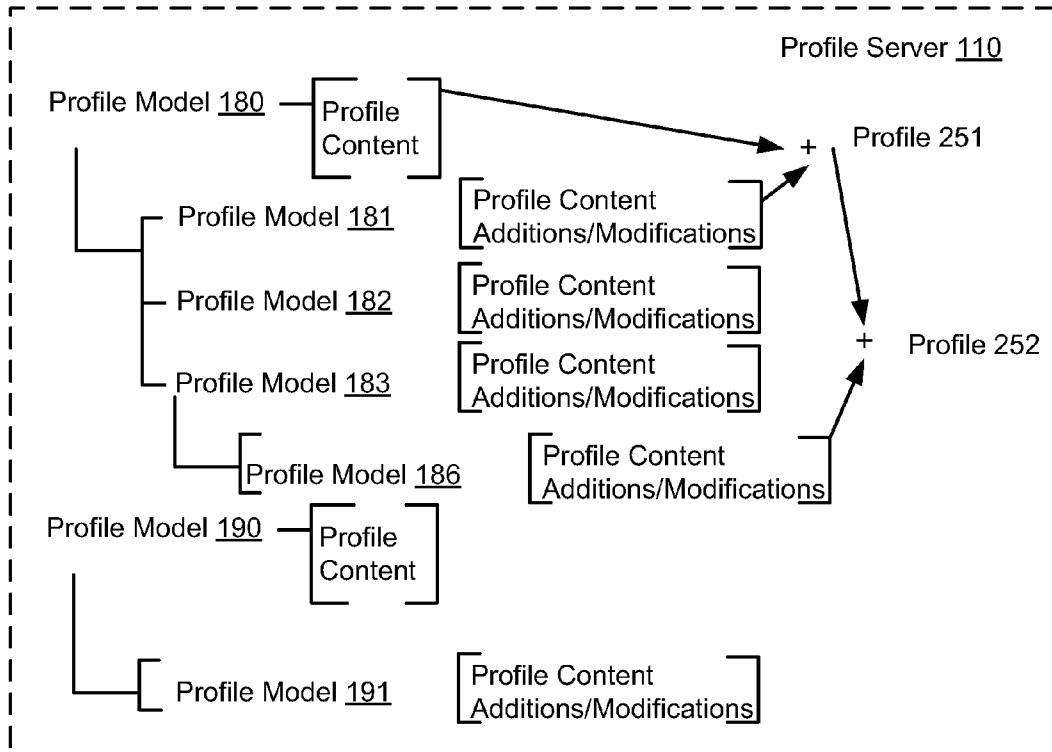 Profile Server 110
Profile Model 180
Profile
Content
+
Profile 251
Profile Model 181
Profile Content
Additions/Modifications
Profile Model 182
Profile Content
Additions/Modifications
+
Profile 252
Profile Model 183
Profile Content
Additions/Modifications
Profile Model 186
Profile Content
Additions/Modifications
Profile Model 190
Profile
Content
Profile Model 191
Profile Content
Additions/Modifications